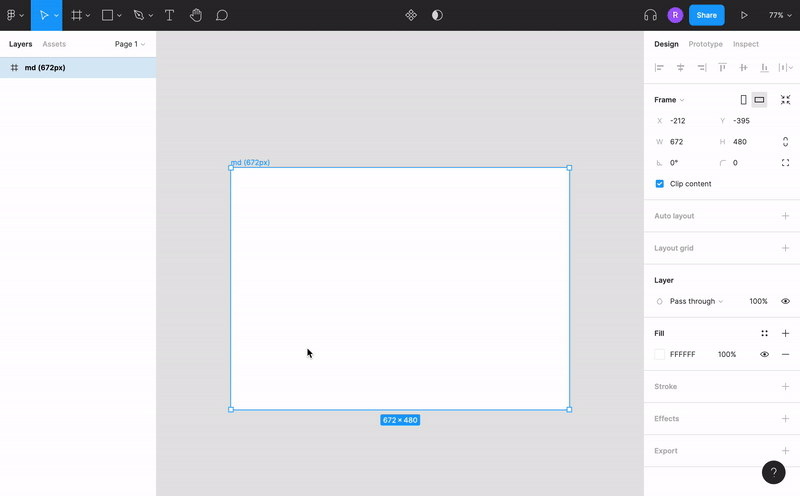 R
Share
77%
Layers
Assets
Page 1
md (672px)
md (672px)
672 × 480
Design
Prototype
Inspect
Frame
X -212
Y -395
W 672
H 480
0°
0
Clip content
Auto layout
Layout grid
Layer
Pass through
100%
Fill
FFFFFF
100%
Stroke
Effects
Export
?